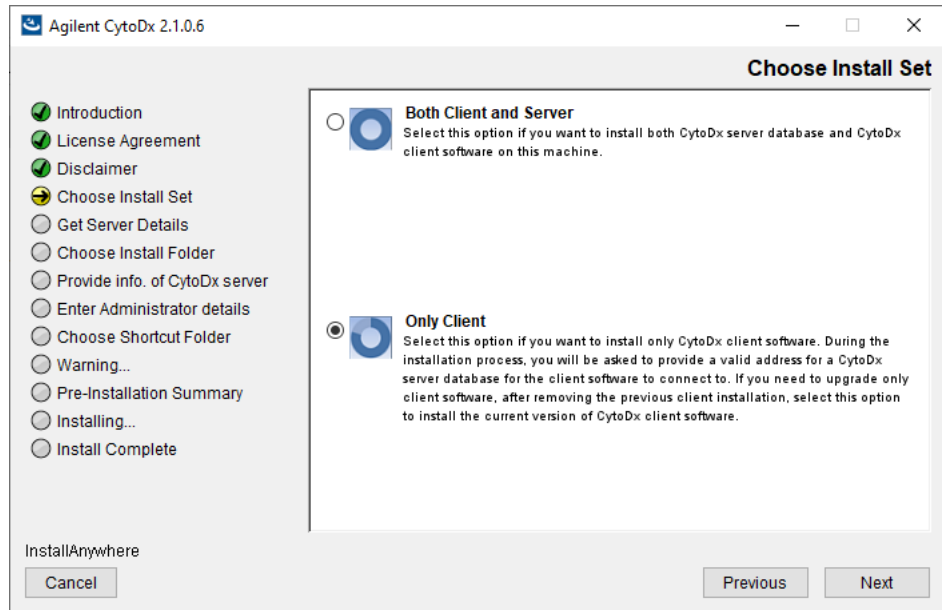 Agilent CytoDx 2.1.0.6
Choose Install Set
Introduction
License Agreement
Disclaimer
Choose Install Set
Get Server Details
Choose Install Folder
Provide info. of CytoDx server
Enter Administrator details
Choose Shortcut Folder
Warning...
Pre-Installation Summary
Installing...
Install Complete
Both Client and Server
Select this option if you want to install both CytoDx server database and CytoDx
client software on this machine.
Only Client
Select this option if you want to install only CytoDx client software. During the
installation process, you will be asked to provide a valid address for a CytoDx
server database for the client software to connect to. If you need to upgrade only
client software, after removing the previous client installation, select this option
to install the current version of CytoDx client software.
InstallAnywhere
Cancel
Previous
Next